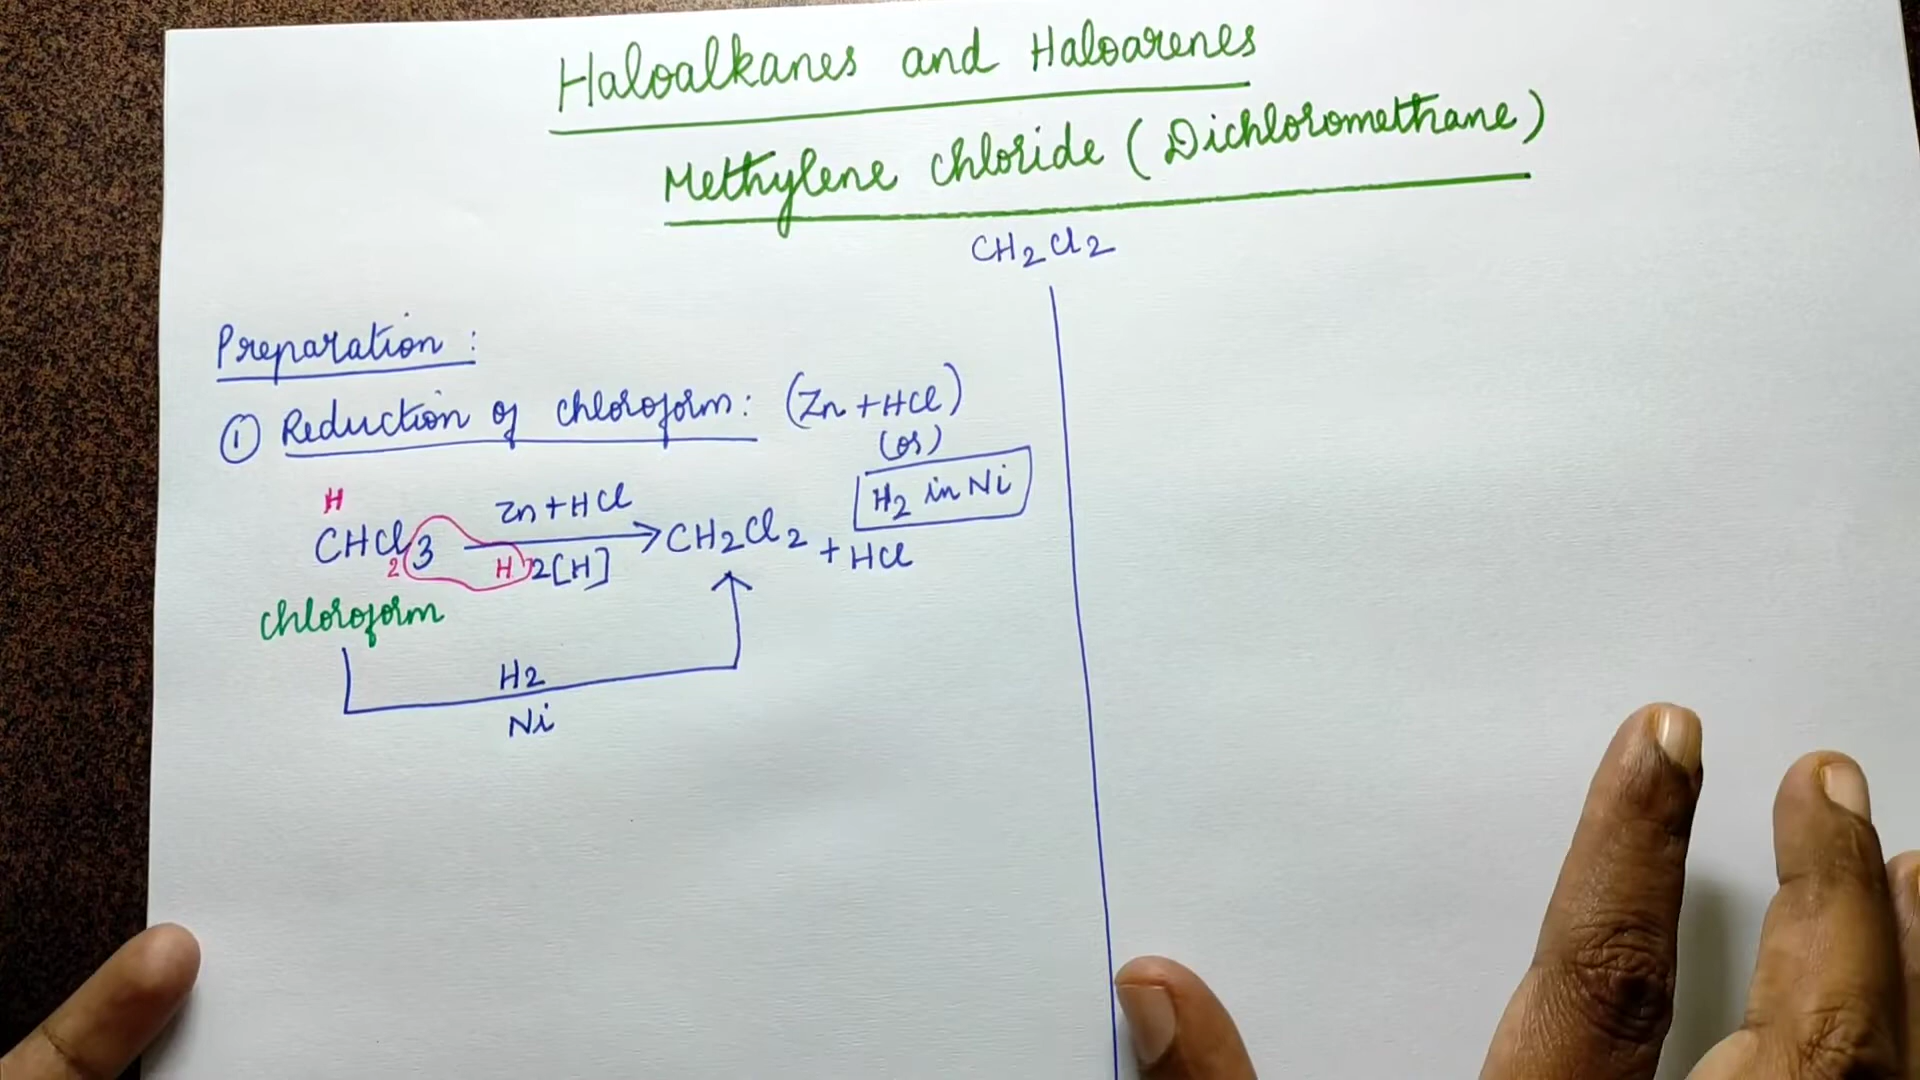 Haloalkanes and Haloarenes
Methylene chloride (Dichloromethane)
CH2Cl2
Preparation :
① Reduction of chloroform: (Zn + HCl)
(or)
H2 in Ni
H
Zn + HCl
CHCl3 → CH2Cl2 + HCl
2 H 2[H]
chloroform
H2
Ni